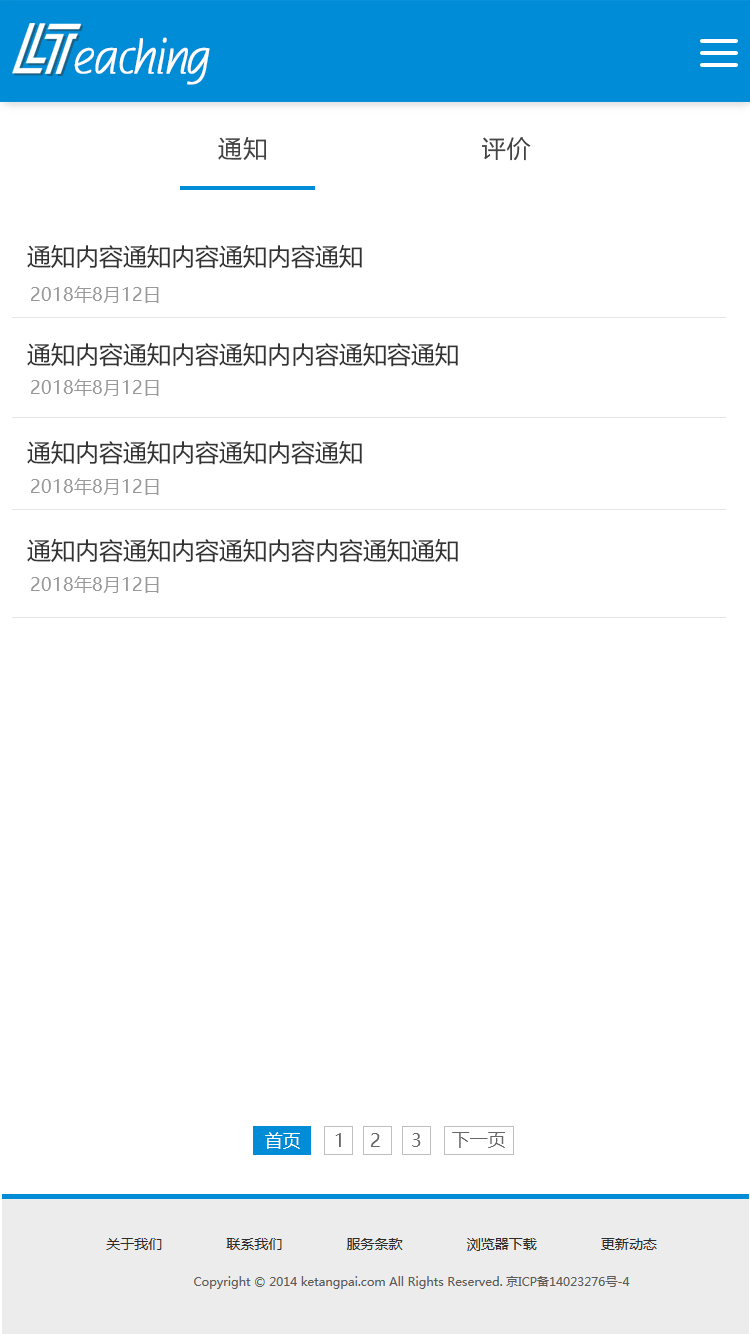 LTeaching
通知 评价
通知内容通知内容通知内容通知
2018年8月12日
通知内容通知内容通知内内容通知容通知
2018年8月12日
通知内容通知内容通知内容通知
2018年8月12日
通知内容通知内容通知内容内容通知通知
2018年8月12日
首页 1 2 3 下一页
关于我们 联系我们 服务条款 浏览器下载 更新动态
Copyright © 2014 ketangpai.com All Rights Reserved. 京ICP备14023276号-4